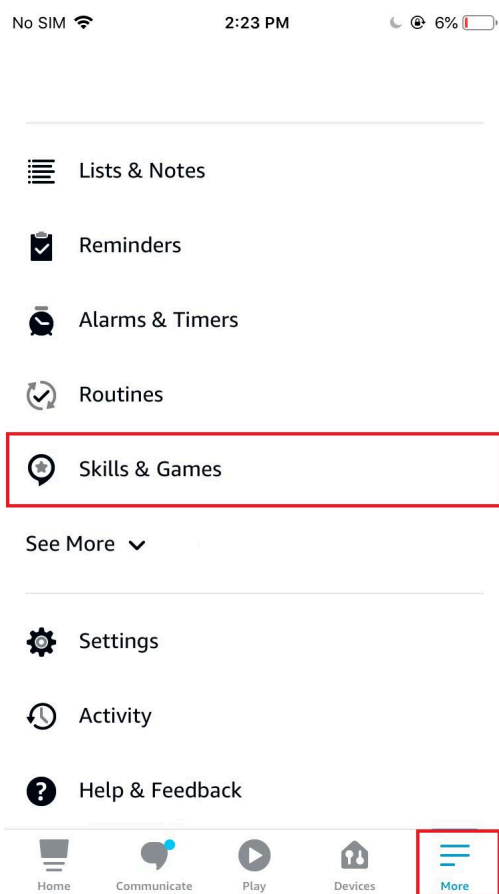 No SIM 2:23 PM 6%
Lists & Notes
Reminders
Alarms & Timers
Routines
Skills & Games
See More
Settings
Activity
Help & Feedback
Home Communicate Play Devices More